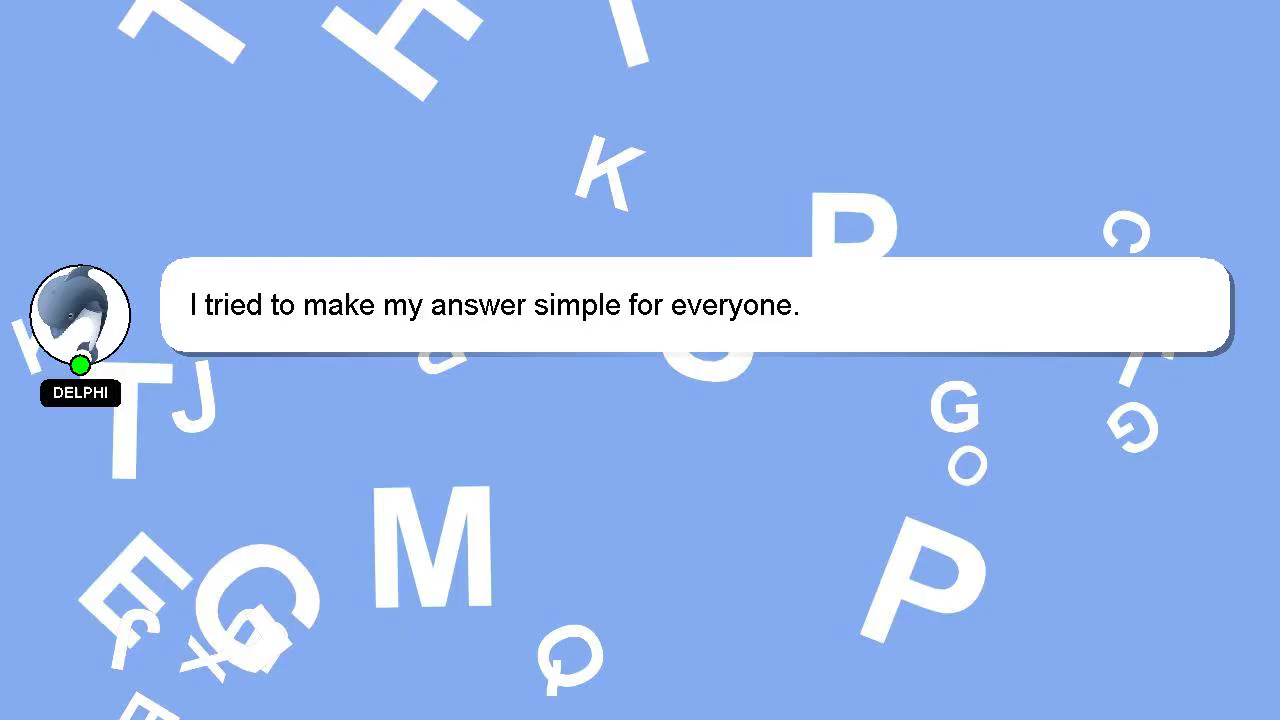 I tried to make my answer simple for everyone.
DELPHI
T
H
I
K
P
C
T
J
G
G
O
M
P
E
G
J
X
Q
E